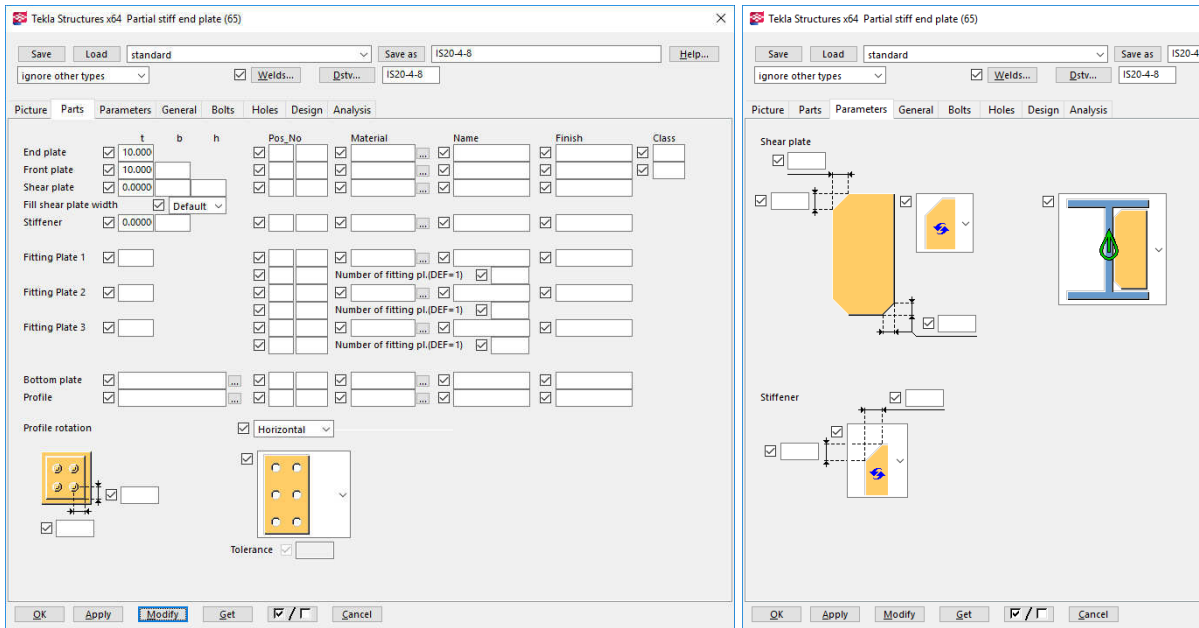 Tekla Structures x64 Partial stiff end plate (65)
Save Load standard Save as IS20-4-8 Help...
ignore other types Welds... Dstv... IS20-4-8
Picture Parts Parameters General Bolts Holes Design Analysis
t b h Pos_No Material Name Finish Class
End plate 10.000 ...
Front plate 10.000 ...
Shear plate 0.0000 ...
Fill shear plate width Default
Stiffener 0.0000 ...
Fitting Plate 1 ...
Number of fitting pl.(DEF=1)
Fitting Plate 2 ...
Number of fitting pl.(DEF=1)
Fitting Plate 3 ...
Number of fitting pl.(DEF=1)
Bottom plate ... ...
Profile ... ...
Profile rotation Horizontal
Tolerance
OK Apply Modify Get / Cancel
Tekla Structures x64 Partial stiff end plate (65)
Save Load standard Save as IS20-4
ignore other types Welds... Dstv... IS20-4-8
Picture Parts Parameters General Bolts Holes Design Analysis
Shear plate
Stiffener
OK Apply Modify Get / Cancel